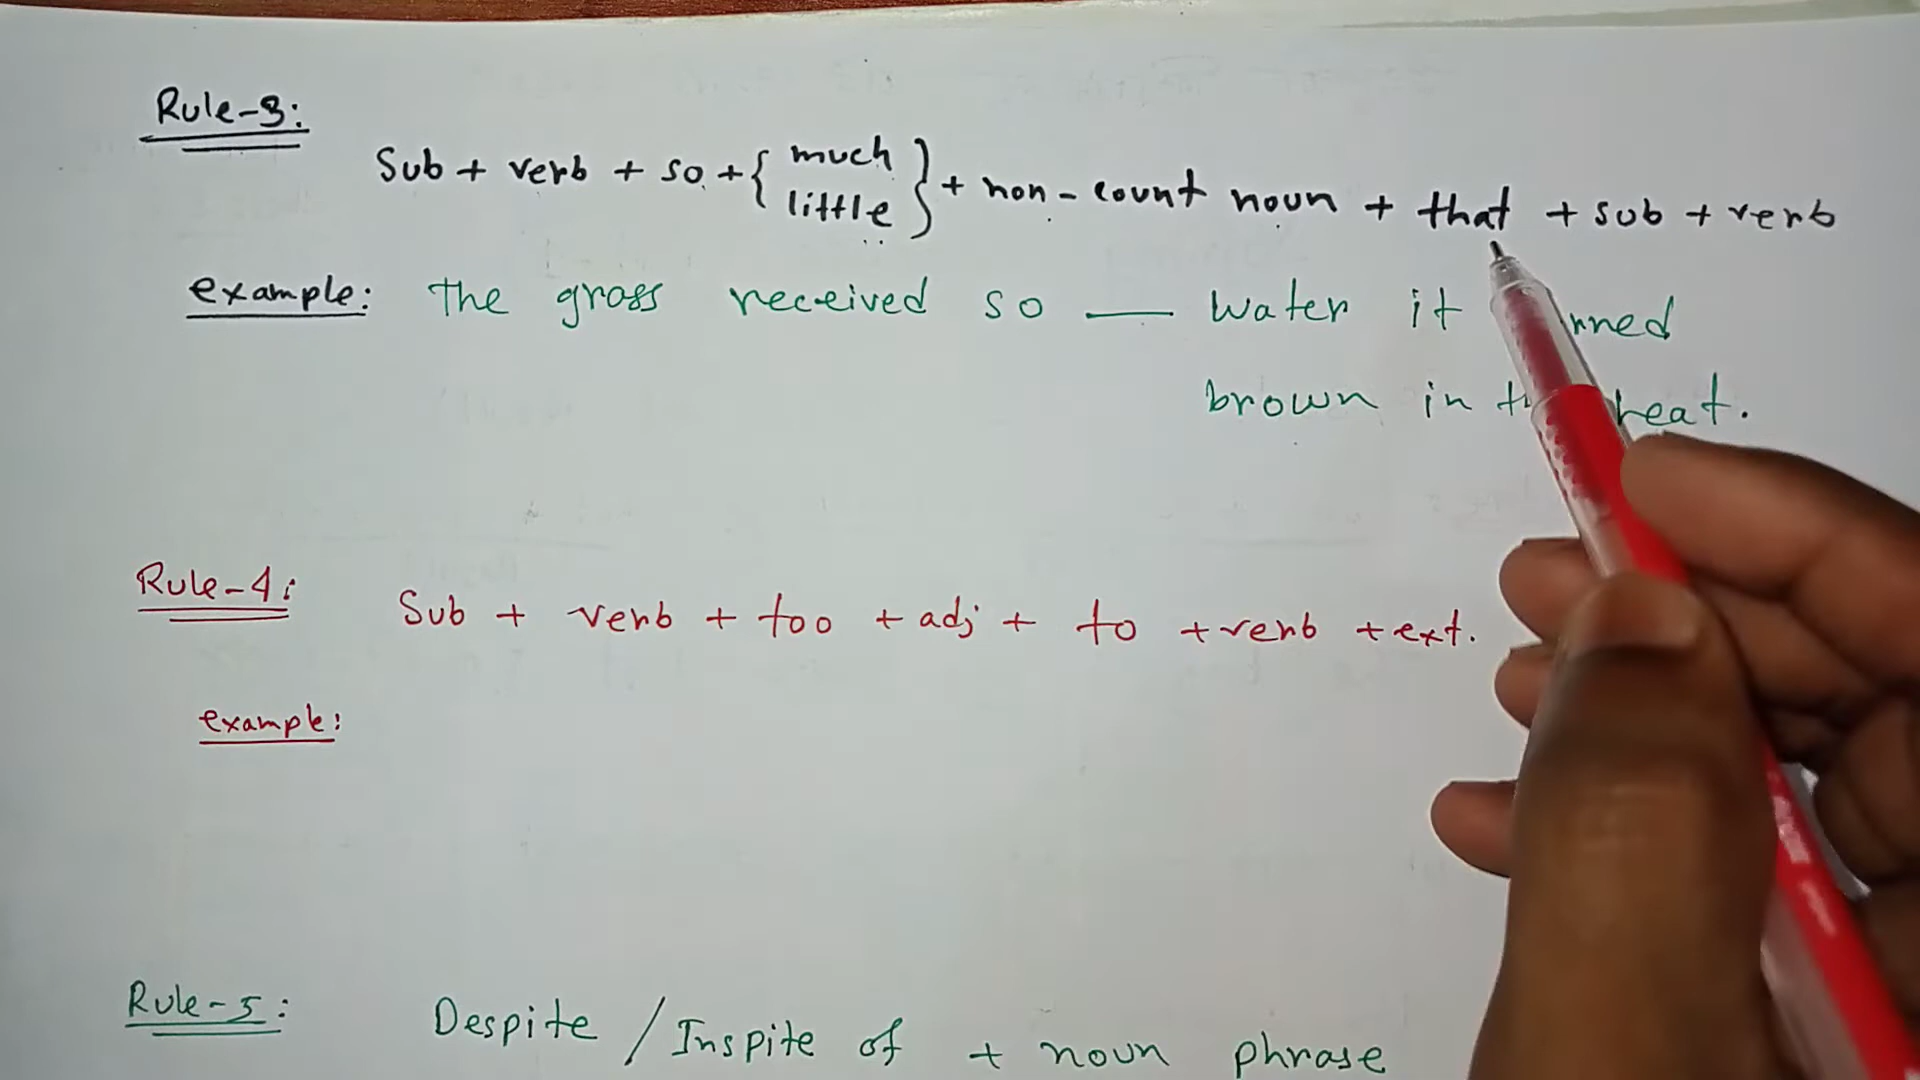 Rule-3:
Sub + verb + so + { much little } + non-count noun + that + sub + verb
example: The grass received so — water it
brown in heat.
Rule-4:
Sub + verb + too + adj + to + verb + ext.
example:
Rule-5: Despite / Inspite of + noun phrase